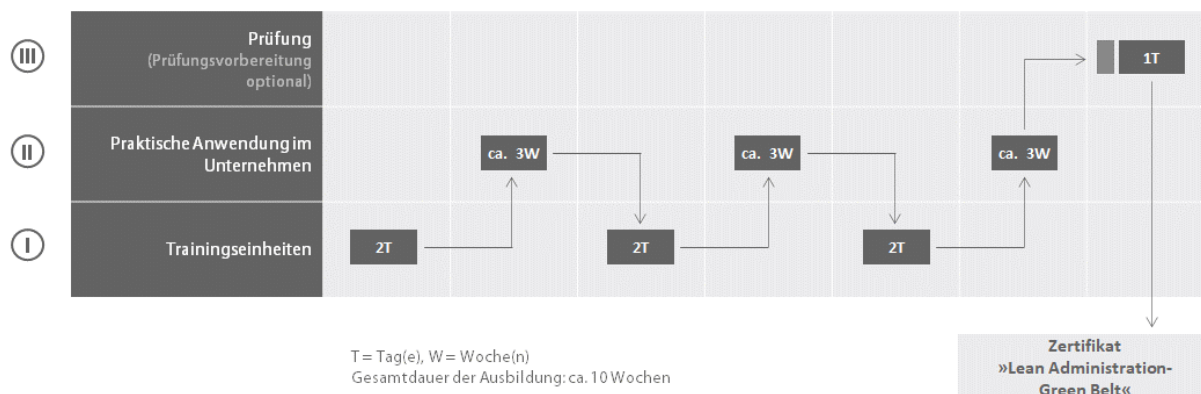 III
Prüfung
(Prüfungsvorbereitung
optional)
1T
II
Praktische Anwendung im
Unternehmen
ca. 3W
ca. 3W
ca. 3W
I
Trainingseinheiten
2T
2T
2T
T = Tag(e), W = Woche(n)
Gesamtdauer der Ausbildung: ca. 10 Wochen
Zertifikat
»Lean Administration-
Green Belt«